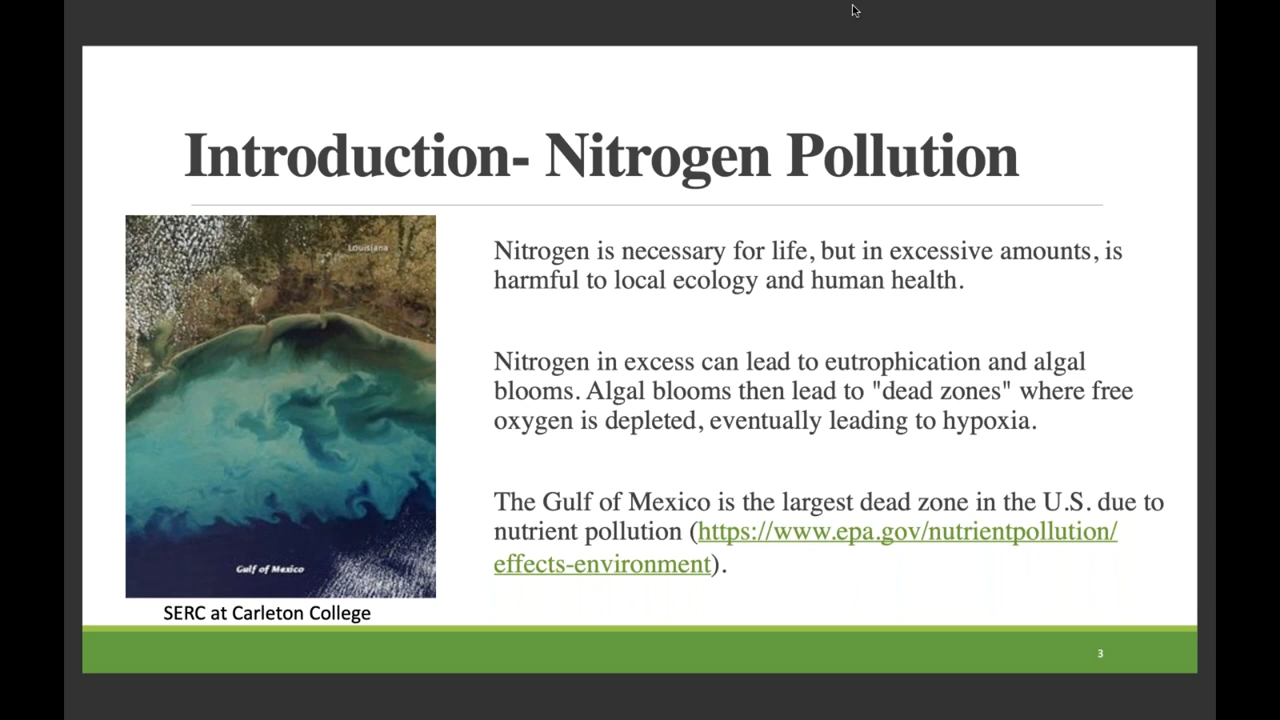 Introduction- Nitrogen Pollution
Louisiana
Gulf of Mexico
SERC at Carleton College
Nitrogen is necessary for life, but in excessive amounts, is
harmful to local ecology and human health.
Nitrogen in excess can lead to eutrophication and algal
blooms. Algal blooms then lead to "dead zones" where free
oxygen is depleted, eventually leading to hypoxia.
The Gulf of Mexico is the largest dead zone in the U.S. due to
nutrient pollution (https://www.epa.gov/nutrientpollution/
effects-environment).
3